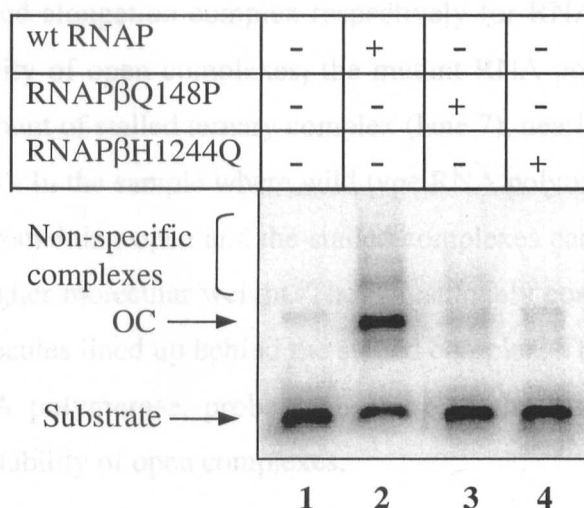 wt RNAP - + - -
RNAPβQ148P - - + -
RNAPβH1244Q - - - +
Non-specific
complexes
OC
Substrate
1 2 3 4